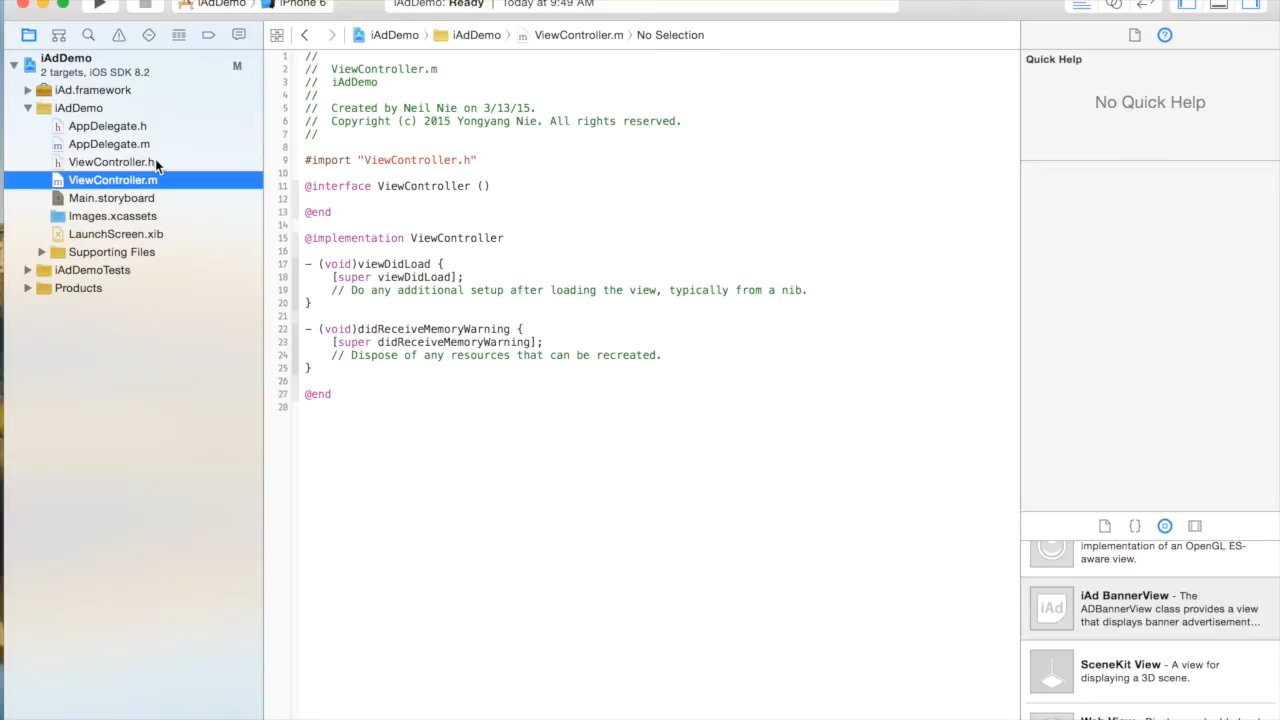 iAdDemo
iPhone 6
iAdDemo: Ready | Today at 9:49 AM
iAdDemo
2 targets, iOS SDK 8.2
M
iAd.framework
iAdDemo
AppDelegate.h
AppDelegate.m
ViewController.h
ViewController.m
Main.storyboard
Images.xcassets
LaunchScreen.xib
Supporting Files
iAdDemoTests
Products
iAdDemo 〉 iAdDemo 〉 ViewController.m 〉 No Selection
1 //
2 //  ViewController.m
3 //  iAdDemo
4 //
5 //  Created by Neil Nie on 3/13/15.
6 //  Copyright (c) 2015 Yongyang Nie. All rights reserved.
7 //
8
9 #import "ViewController.h"
10
11 @interface ViewController ()
12
13 @end
14
15 @implementation ViewController
16
17 - (void)viewDidLoad {
18     [super viewDidLoad];
19     // Do any additional setup after loading the view, typically from a nib.
20 }
21
22 - (void)didReceiveMemoryWarning {
23     [super didReceiveMemoryWarning];
24     // Dispose of any resources that can be recreated.
25 }
26
27 @end
28
Quick Help
No Quick Help
implementation of an OpenGL ES-
aware view.
iAd
iAd BannerView - The
ADBannerView class provides a view
that displays banner advertisement...
SceneKit View - A view for
displaying a 3D scene.